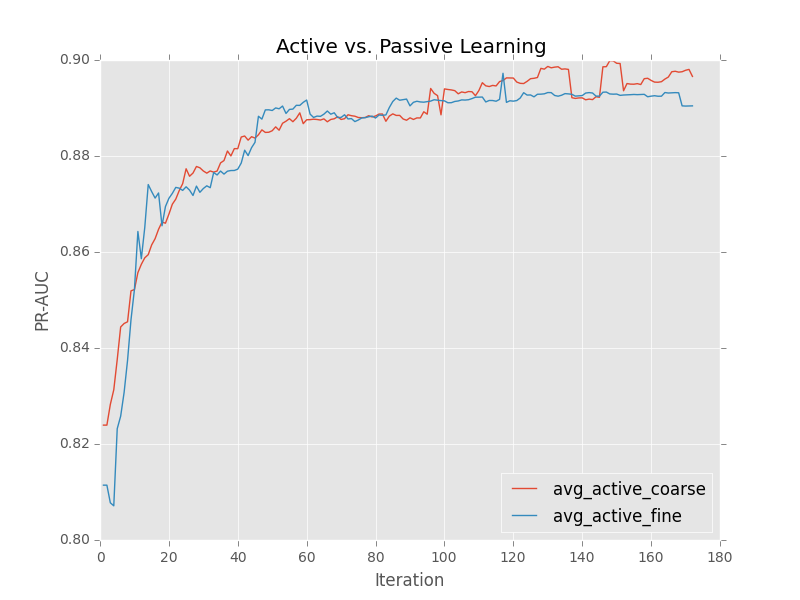 Active vs. Passive Learning
0.90
0.88
0.86
0.84
0.82
0.80
PR-AUC
0 20 40 60 80 100 120 140 160 180
Iteration
avg_active_coarse
avg_active_fine